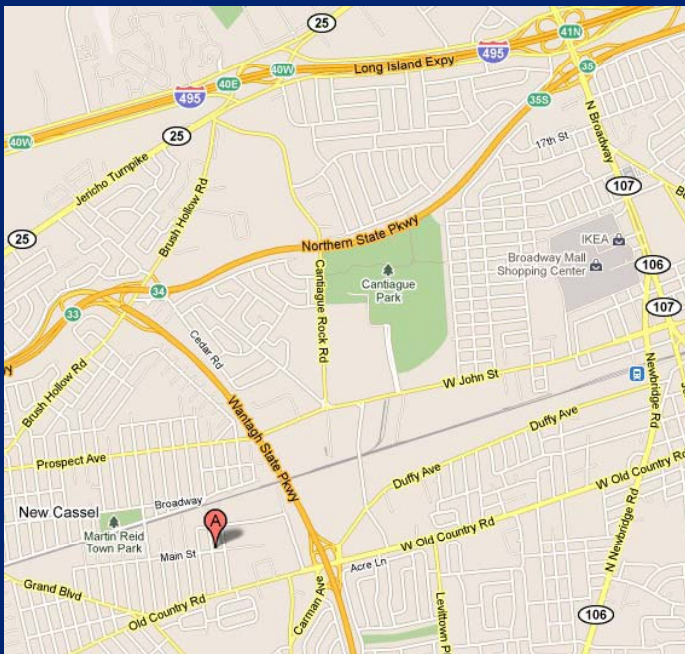 25
41N
495
Long Island Expy
40W
40E
495
35
35S
40W
25
17th St
N Broadway
Jericho Turnpike
Brush Hollow Rd
107
25
Northern State Pkwy
IKEA
Broadway Mall
Shopping Center
106
Cantiague
Park
34
107
33
Cantiague Rock Rd
Cedar Rd
Brush Hollow Rd
W John St
Newbridge Rd
Wantagh State Pkwy
Duffy Ave
Prospect Ave
Duffy Ave
W Old Country Rd
Broadway
New Cassel
A
Martin Reid
Town Park
W Old Country Rd
N Newbridge Rd
Main St
Acre Ln
Grand Blvd
Old Country Rd
Carman Ave
Levittown P
106